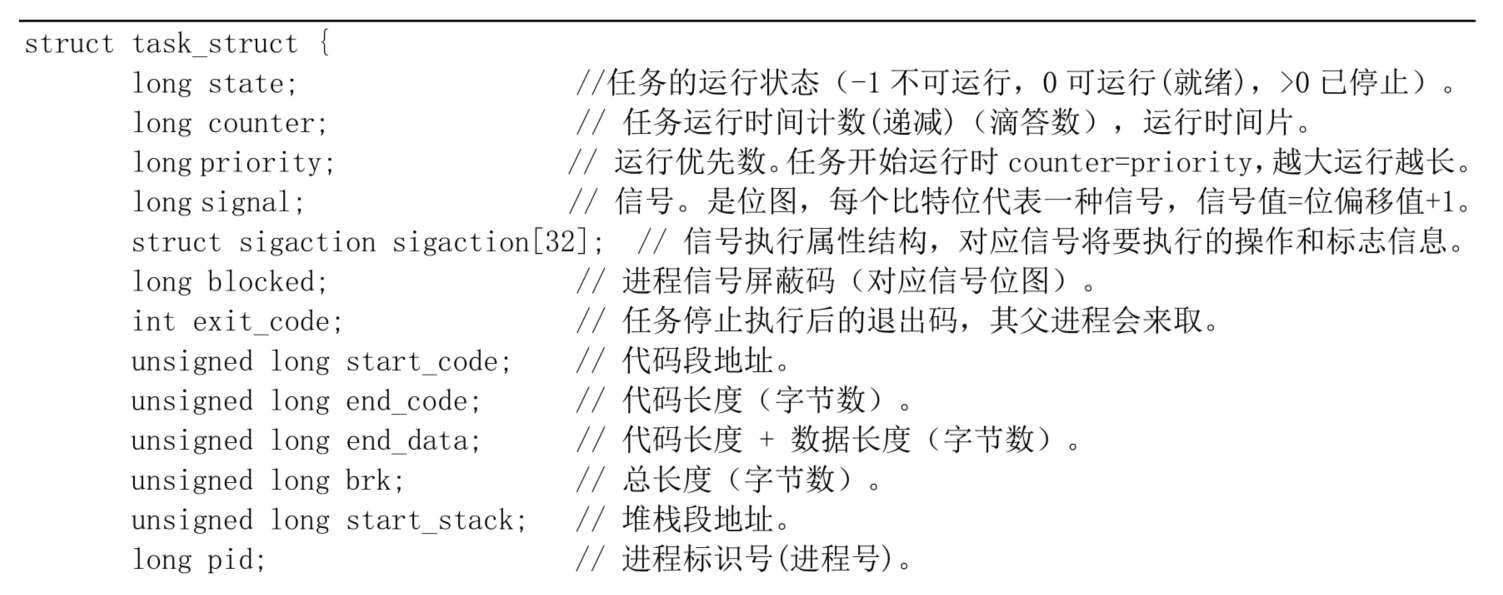 struct task_struct {
long state; //任务的运行状态（-1 不可运行，0 可运行(就绪)，>0 已停止）。
long counter; // 任务运行时间计数(递减)（滴答数），运行时间片。
long priority; // 运行优先数。任务开始运行时 counter=priority，越大运行越长。
long signal; // 信号。是位图，每个比特位代表一种信号，信号值=位偏移值+1。
struct sigaction sigaction[32]; // 信号执行属性结构，对应信号将要执行的操作和标志信息。
long blocked; // 进程信号屏蔽码（对应信号位图）。
int exit_code; // 任务停止执行后的退出码，其父进程会来取。
unsigned long start_code; // 代码段地址。
unsigned long end_code; // 代码长度（字节数）。
unsigned long end_data; // 代码长度 + 数据长度（字节数）。
unsigned long brk; // 总长度（字节数）。
unsigned long start_stack; // 堆栈段地址。
long pid; // 进程标识号(进程号)。